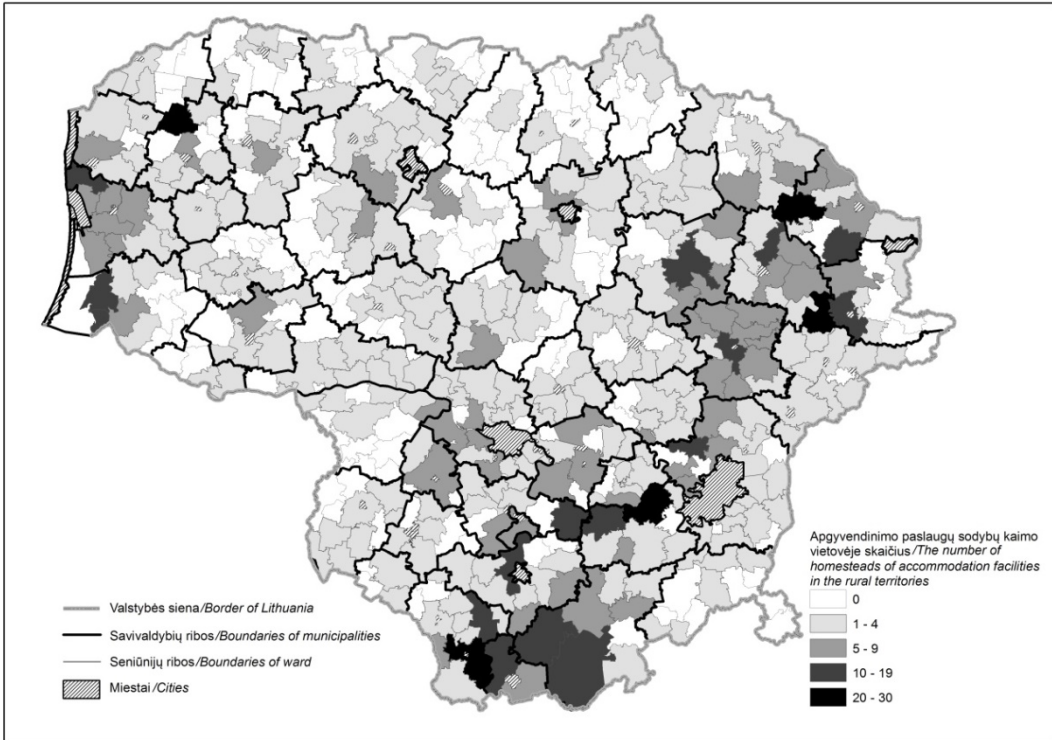 Apgyvendinimo paslaugų sodybų kaimo
vietovėje skaičius/The number of
homesteads of accommodation facilities
in the rural territories
0
1 - 4
5 - 9
10 - 19
20 - 30
Valstybės siena/Border of Lithuania
Savivaldybių ribos/Boundaries of municipalities
Seniūnijų ribos/Boundaries of ward
Miestai/Cities